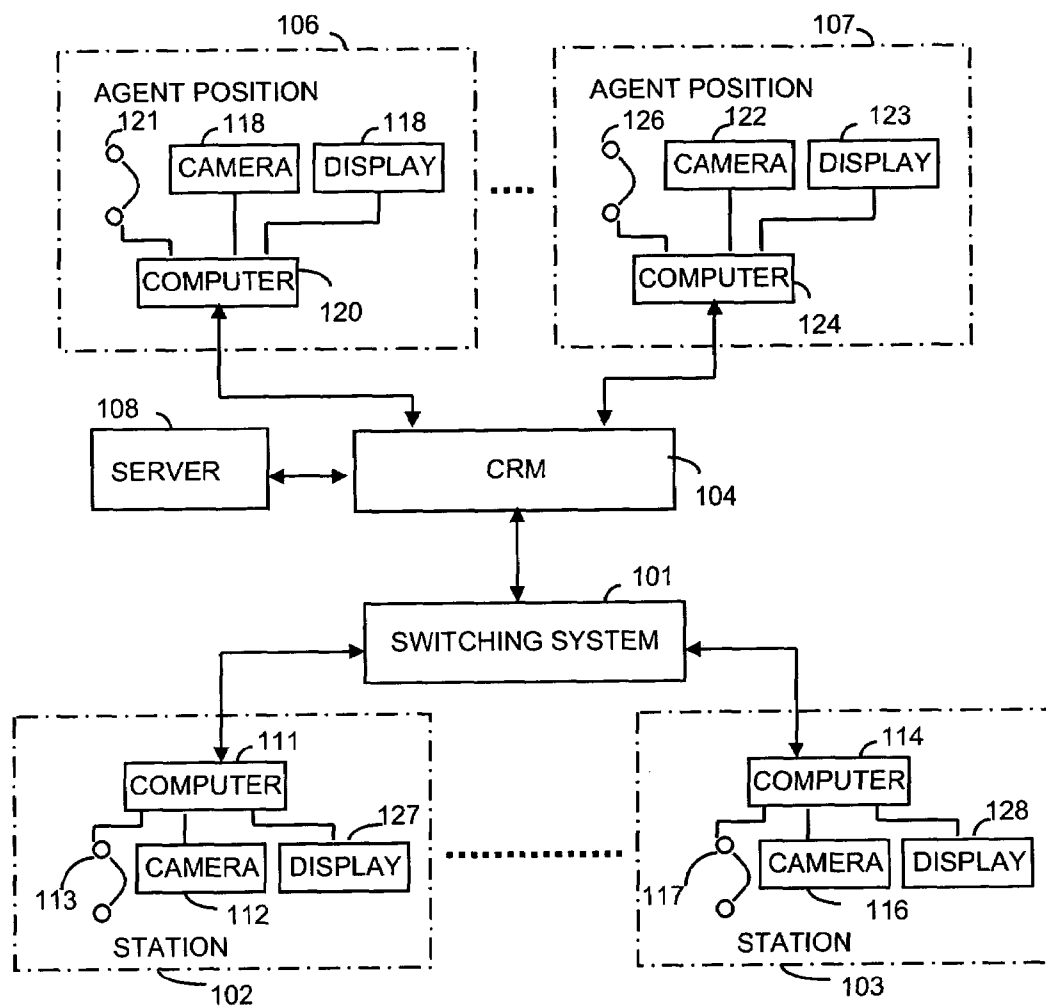 106
107
AGENT POSITION
121
118
118
CAMERA
DISPLAY
COMPUTER
120
AGENT POSITION
126
122
123
CAMERA
DISPLAY
COMPUTER
124
108
SERVER
CRM
104
101
SWITCHING SYSTEM
111
COMPUTER
127
CAMERA
DISPLAY
113
112
STATION
102
114
COMPUTER
128
CAMERA
DISPLAY
117
116
STATION
103